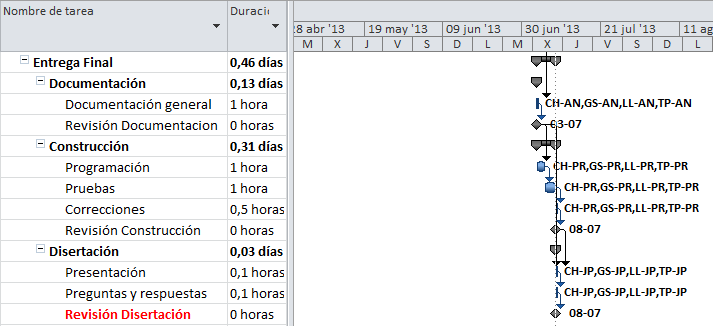 Nombre de tarea Duració
28 abr '13 19 may '13 09 jun '13 30 jun '13 21 jul '13 11 ag
M M J V S D L M X J V S D L
Entrega Final 0,46 días
Documentación 0,13 días
Documentación general 1 hora CH-AN,GS-AN,LL-AN,TP-AN
Revisión Documentacion 0 horas 03-07
Construcción 0,31 días
Programación 1 hora CH-PR,GS-PR,LL-PR,TP-PR
Pruebas 1 hora CH-PR,GS-PR,LL-PR,TP-PR
Correcciones 0,5 horas CH-PR,GS-PR,LL-PR,TP-PR
Revisión Construcción 0 horas 08-07
Disertación 0,03 días
Presentación 0,1 horas CH-JP,GS-JP,LL-JP,TP-JP
Preguntas y respuestas 0,1 horas CH-JP,GS-JP,LL-JP,TP-JP
Revisión Disertación 0 horas 08-07